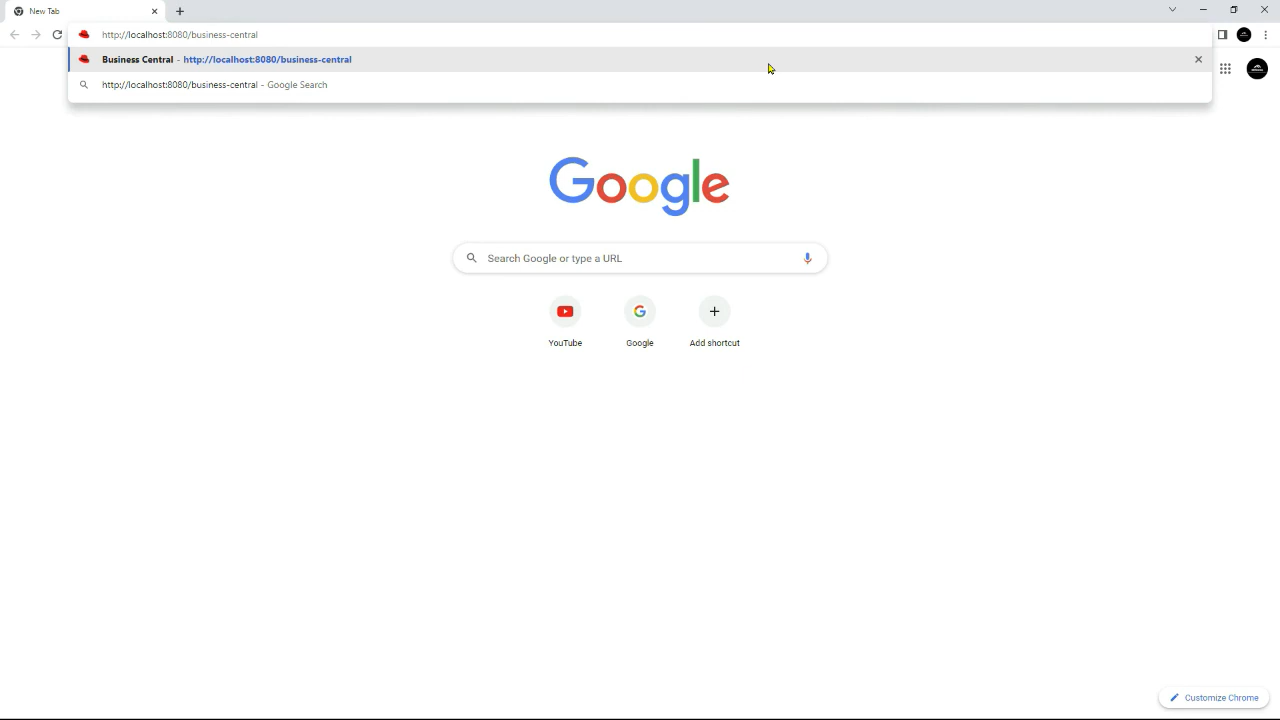 New Tab
http://localhost:8080/business-central
Business Central - http://localhost:8080/business-central
http://localhost:8080/business-central - Google Search
Google
Search Google or type a URL
YouTube
Google
Add shortcut
Customize Chrome